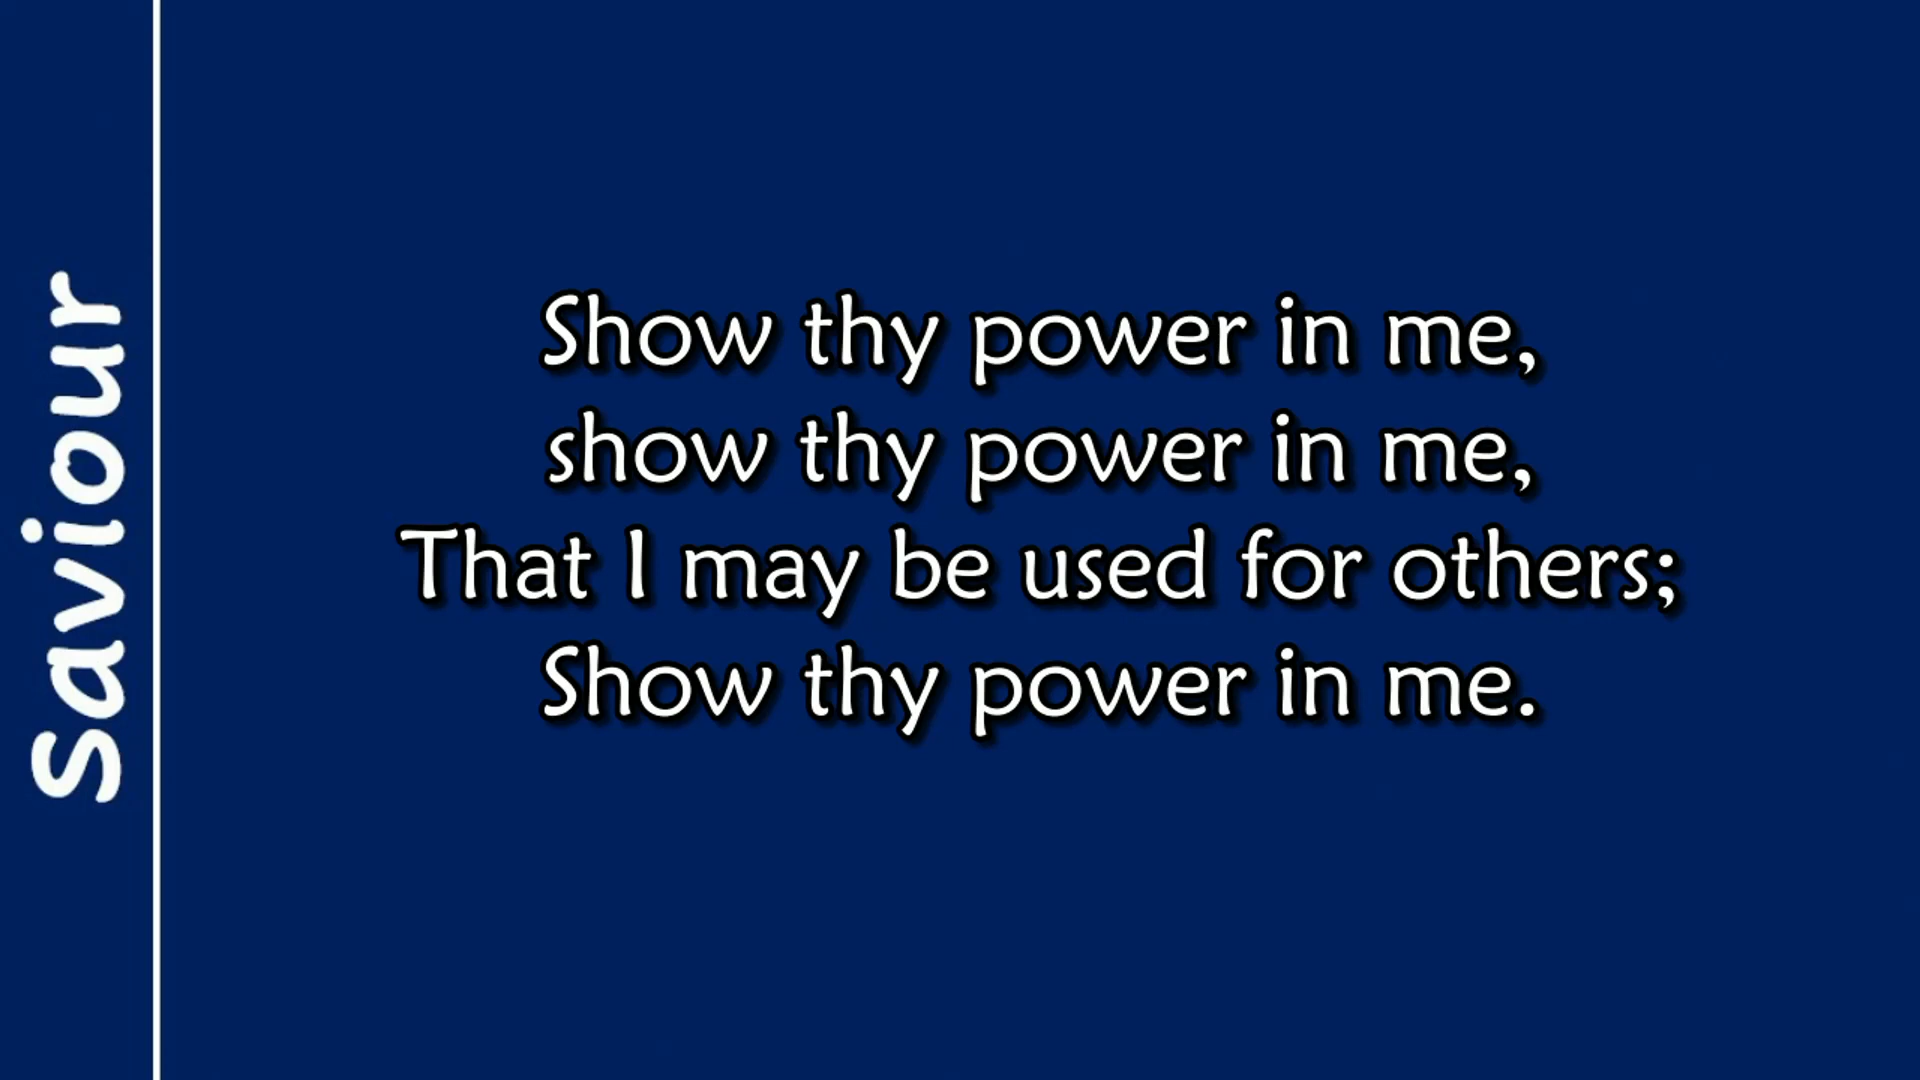 Saviour
Show thy power in me,
show thy power in me,
That I may be used for others;
Show thy power in me.